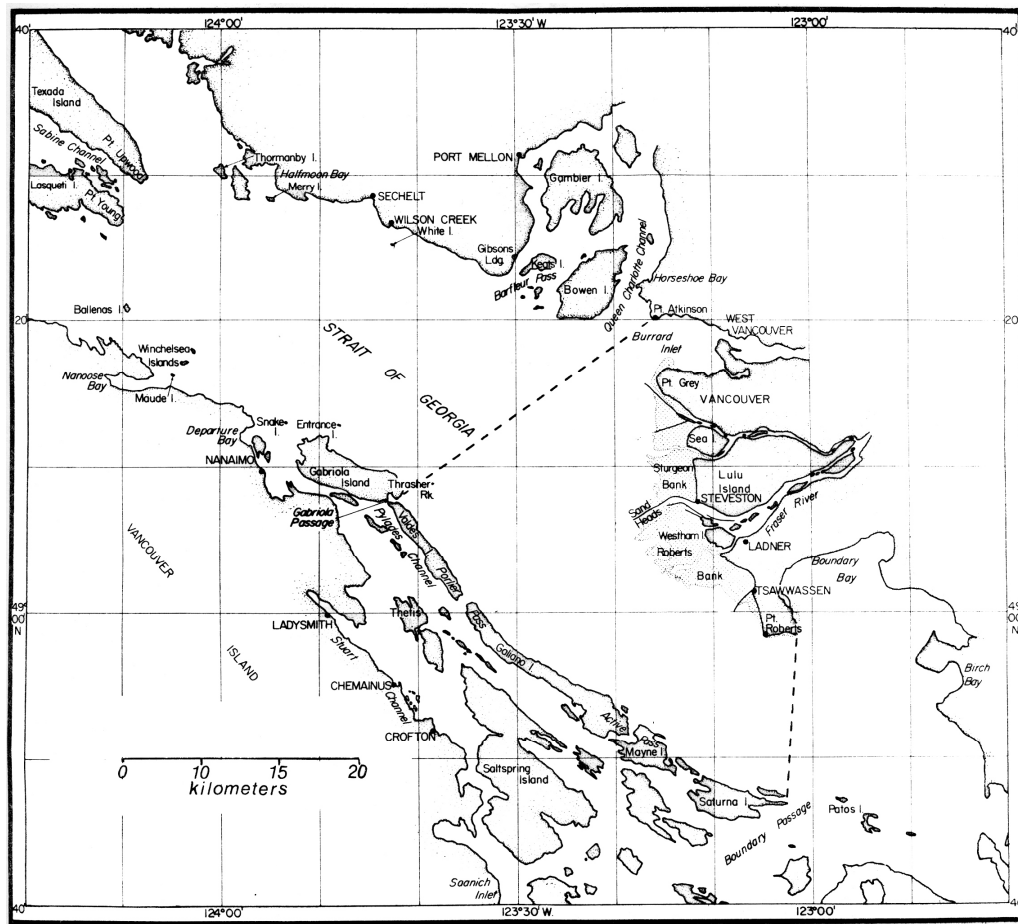 124°00'
123°30' W
123°00'
40'
40'
Texada
Island
Sabine Channel
Pt. Upwood
Lasqueti I.
Pt Young
Thormanby I.
Halfmoon Bay
Merry I.
SECHELT
WILSON CREEK
White I.
PORT MELLON
Gambier I.
Gibsons
Ldg.
Keats I.
Barfleur Pass
Bowen I.
Queen Charlotte Channel
Horseshoe Bay
Pt. Atkinson
Ballenas I.
20'
20'
WEST
VANCOUVER
Burrard
Inlet
STRAIT OF GEORGIA
Winchelsea
Islands
Nanoose
Bay
Maude I.
Pt. Grey
VANCOUVER
Departure
Bay
Snake
I.
Entrance
I.
Sea I.
NANAIMO
Gabriola
Island
Thrasher
Rk.
Sturgeon
Bank
Lulu
Island
STEVESTON
Gabriola
Passage
Sand
Heads
Fraser River
Pylades
Channel
Valdes I.
Westham I.
LADNER
Roberts
Bank
Boundary
Bay
VANCOUVER
ISLAND
Porlier
Pass
TSAWWASSEN
49°
00'
N
49°
00'
N
Thetis
LADYSMITH
Pt.
Roberts
Stuart
Channel
Galiano I.
Birch
Bay
CHEMAINUS
Active
Pass
CROFTON
Mayne I.
0 10 15 20
kilometers
Saltspring
Island
Saturna I.
Boundary Passage
Patos I.
Saanich
Inlet
40'
40'
124°00'
123°30' W.
123°00'